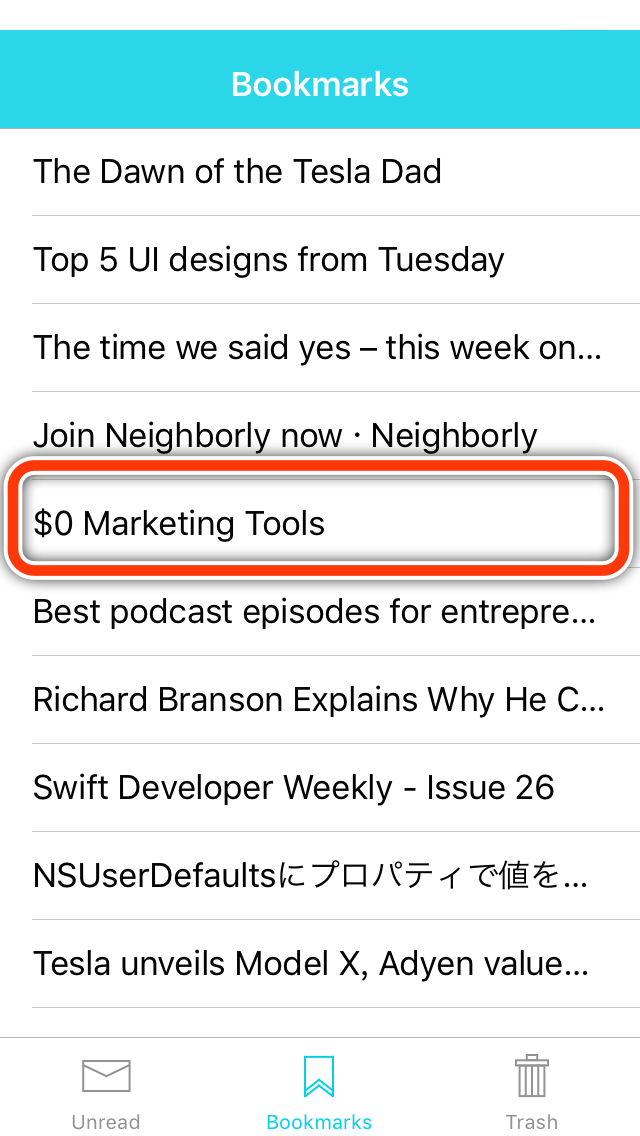 Bookmarks
The Dawn of the Tesla Dad
Top 5 UI designs from Tuesday
The time we said yes – this week on...
Join Neighborly now · Neighborly
$0 Marketing Tools
Best podcast episodes for entrepre...
Richard Branson Explains Why He C...
Swift Developer Weekly - Issue 26
NSUserDefaultsにプロパティで値を...
Tesla unveils Model X, Adyen value...
Unread
Bookmarks
Trash